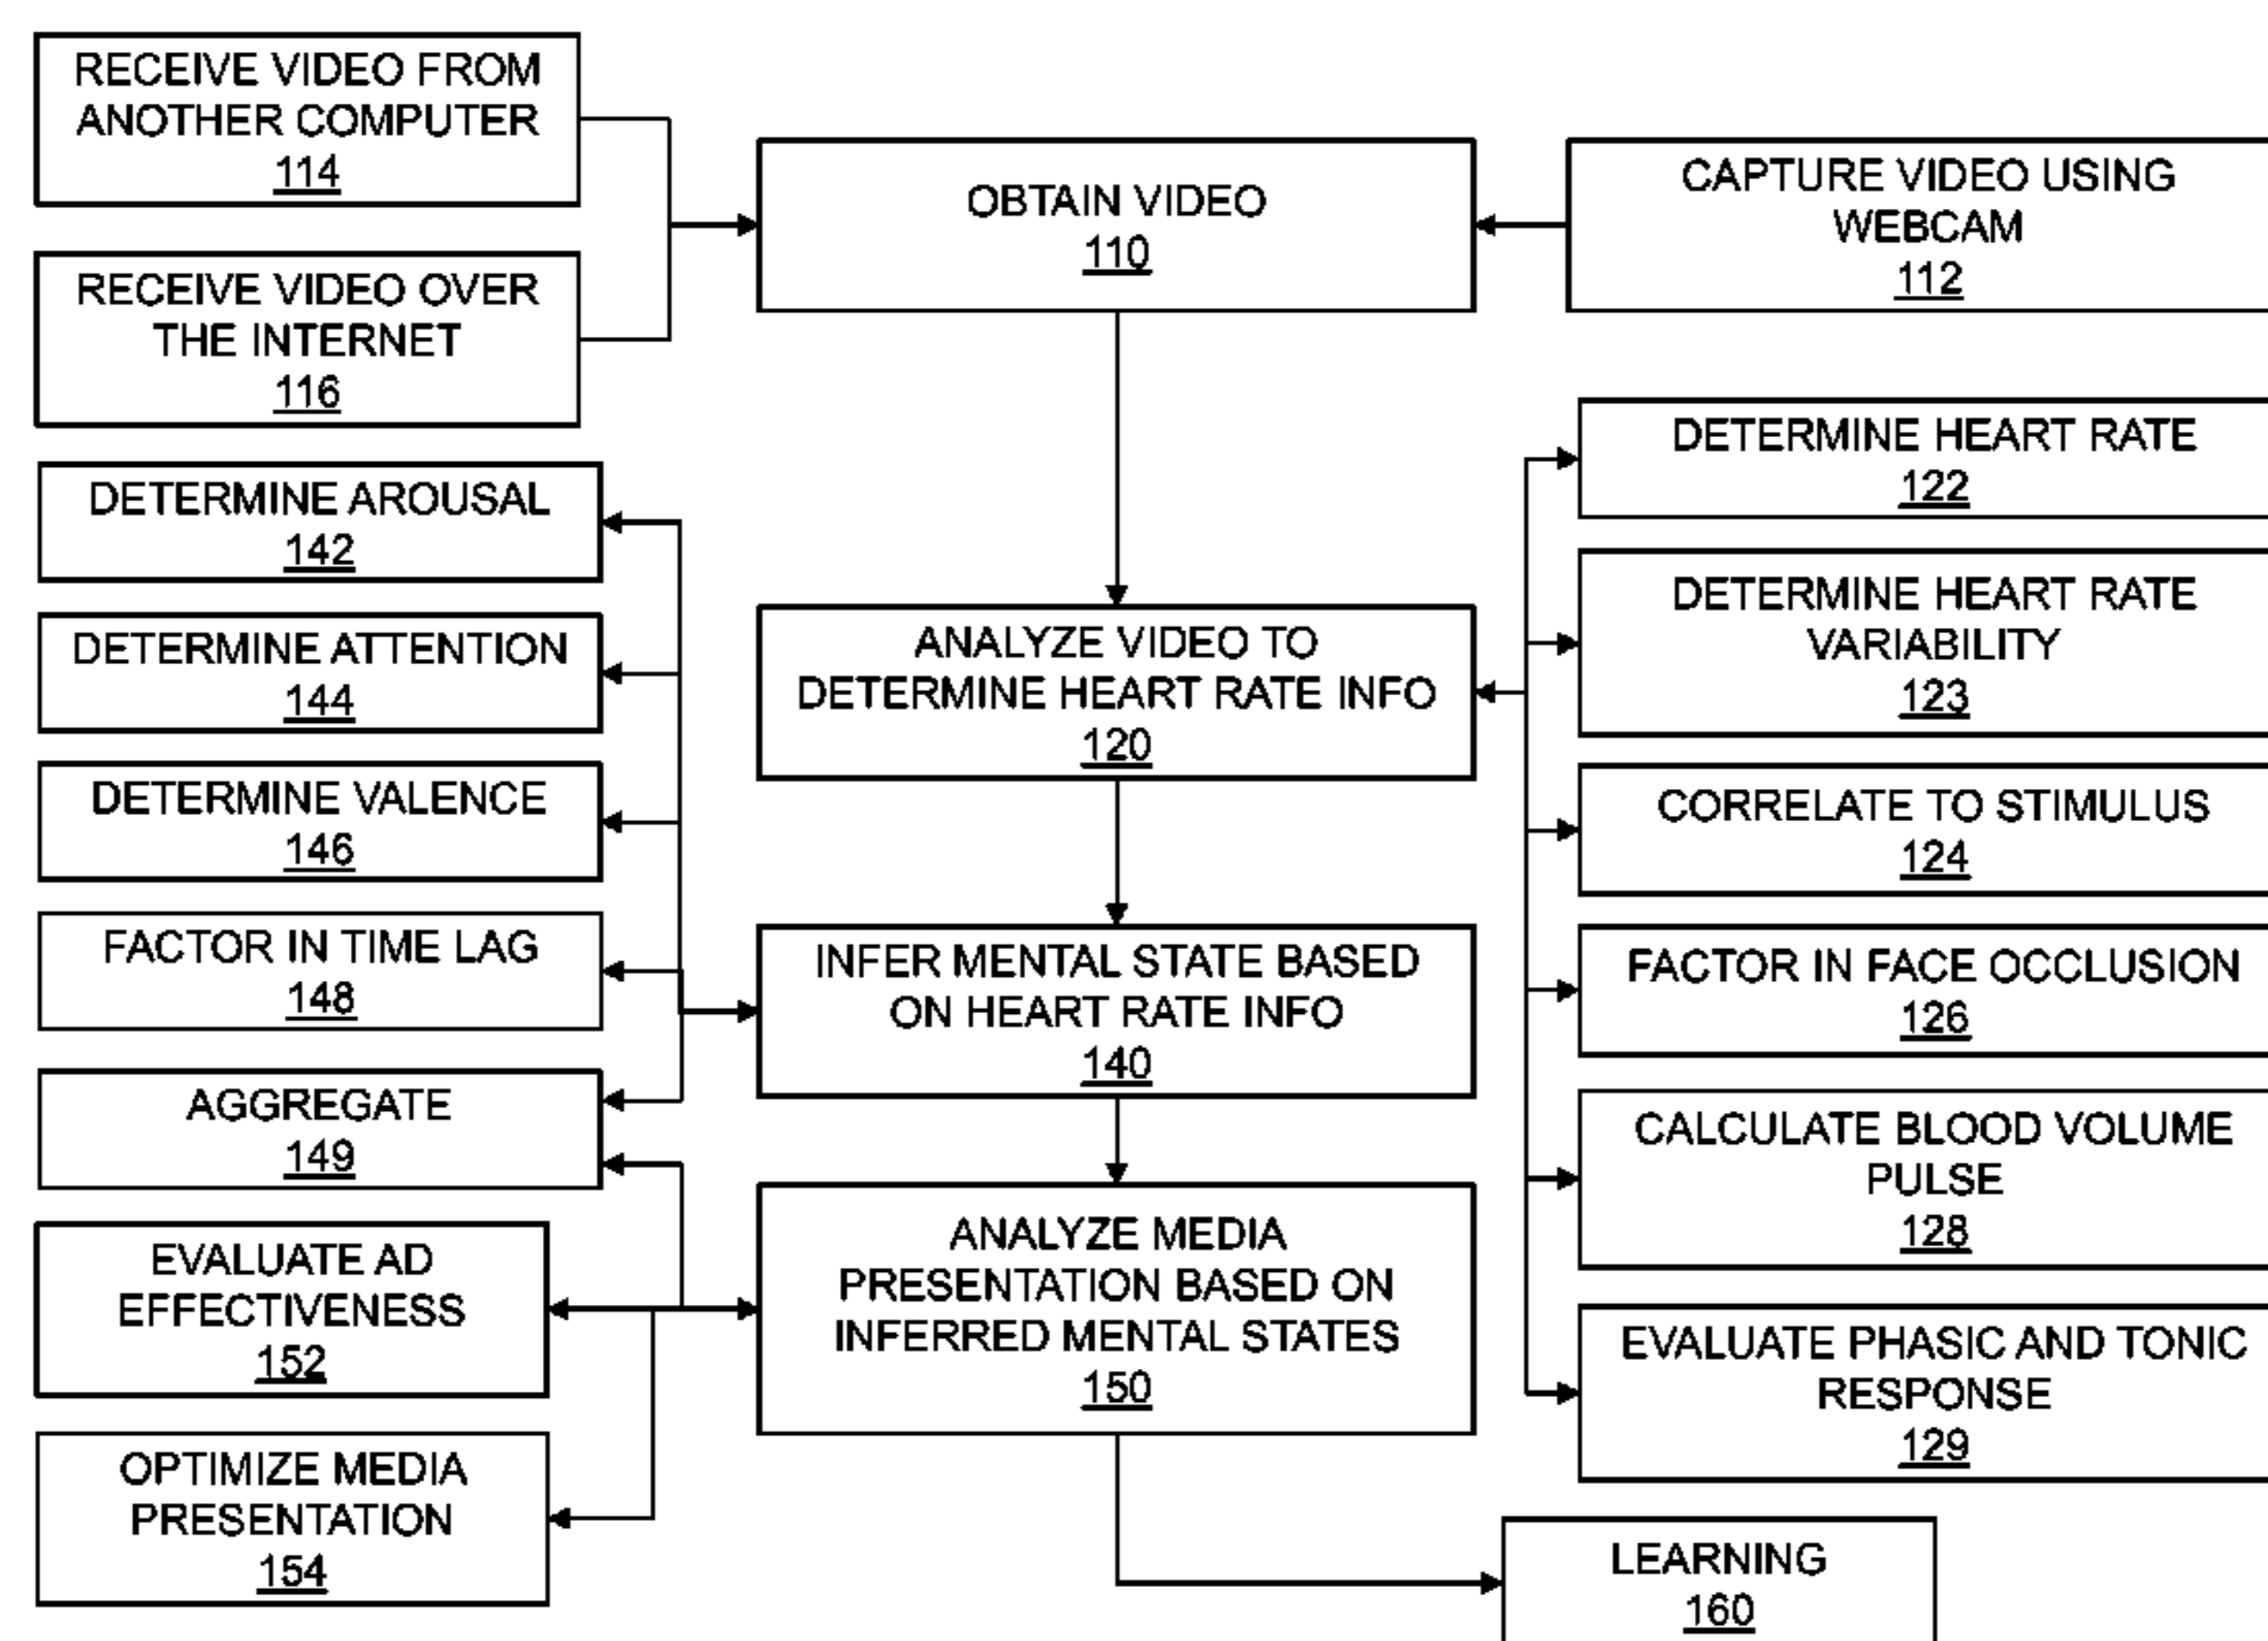 RECEIVE VIDEO FROM
ANOTHER COMPUTER
114
OBTAIN VIDEO
110
CAPTURE VIDEO USING
WEBCAM
112
RECEIVE VIDEO OVER
THE INTERNET
116
DETERMINE AROUSAL
142
DETERMINE ATTENTION
144
DETERMINE VALENCE
146
FACTOR IN TIME LAG
148
AGGREGATE
149
EVALUATE AD
EFFECTIVENESS
152
OPTIMIZE MEDIA
PRESENTATION
154
ANALYZE VIDEO TO
DETERMINE HEART RATE INFO
120
INFER MENTAL STATE BASED
ON HEART RATE INFO
140
ANALYZE MEDIA
PRESENTATION BASED ON
INFERRED MENTAL STATES
150
DETERMINE HEART RATE
122
DETERMINE HEART RATE
VARIABILITY
123
CORRELATE TO STIMULUS
124
FACTOR IN FACE OCCLUSION
126
CALCULATE BLOOD VOLUME
PULSE
128
EVALUATE PHASIC AND TONIC
RESPONSE
129
LEARNING
160